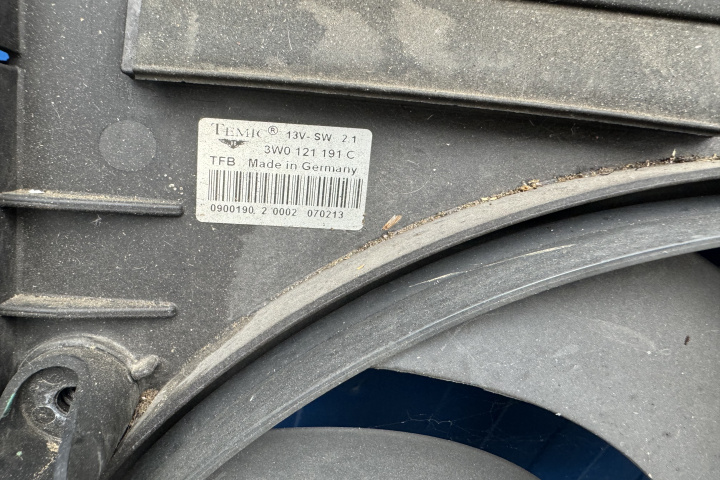 TEMIC® 13V- SW 2.1
3W0 121 191 C
TFB Made in Germany
0900190 2 0002 070213